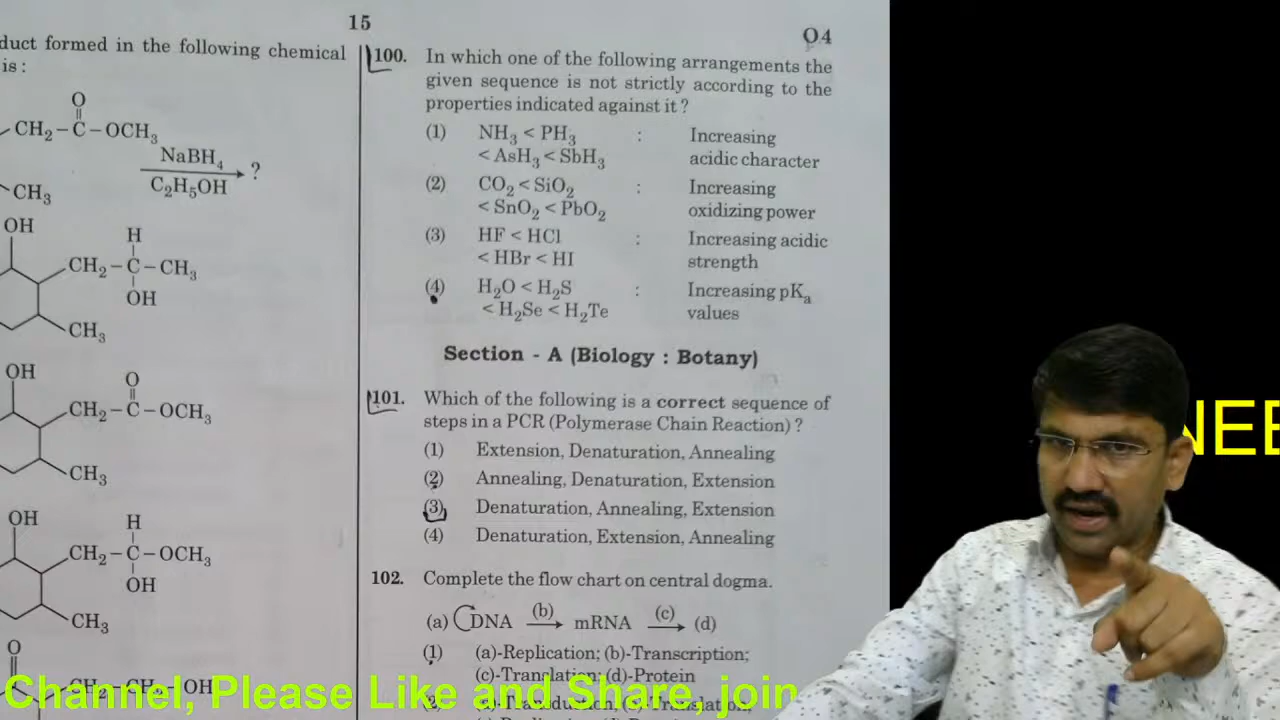 15
O4
duct formed in the following chemical
is :
O
CH₂–C–OCH₃
NaBH₄
C₂H₅OH
?
CH₃
OH
H
CH₂–C–CH₃
OH
CH₃
OH
O
CH₂–C–OCH₃
CH₃
OH
H
CH₂–C–OCH₃
OH
CH₃
O
CH₂–CH₂–OH
100. In which one of the following arrangements the
given sequence is not strictly according to the
properties indicated against it ?
(1) NH₃ < PH₃ : Increasing
< AsH₃ < SbH₃ acidic character
(2) CO₂ < SiO₂ : Increasing
< SnO₂ < PbO₂ oxidizing power
(3) HF < HCl : Increasing acidic
< HBr < HI strength
(4) H₂O < H₂S : Increasing pKₐ
< H₂Se < H₂Te values
Section - A (Biology : Botany)
101. Which of the following is a correct sequence of
steps in a PCR (Polymerase Chain Reaction) ?
(1) Extension, Denaturation, Annealing
(2) Annealing, Denaturation, Extension
(3) Denaturation, Annealing, Extension
(4) Denaturation, Extension, Annealing
102. Complete the flow chart on central dogma.
(a) DNA (b) → mRNA (c) → (d)
(1) (a)-Replication; (b)-Transcription;
(c)-Translation; (d)-Protein
NEE
Channel, Please Like and Share, join